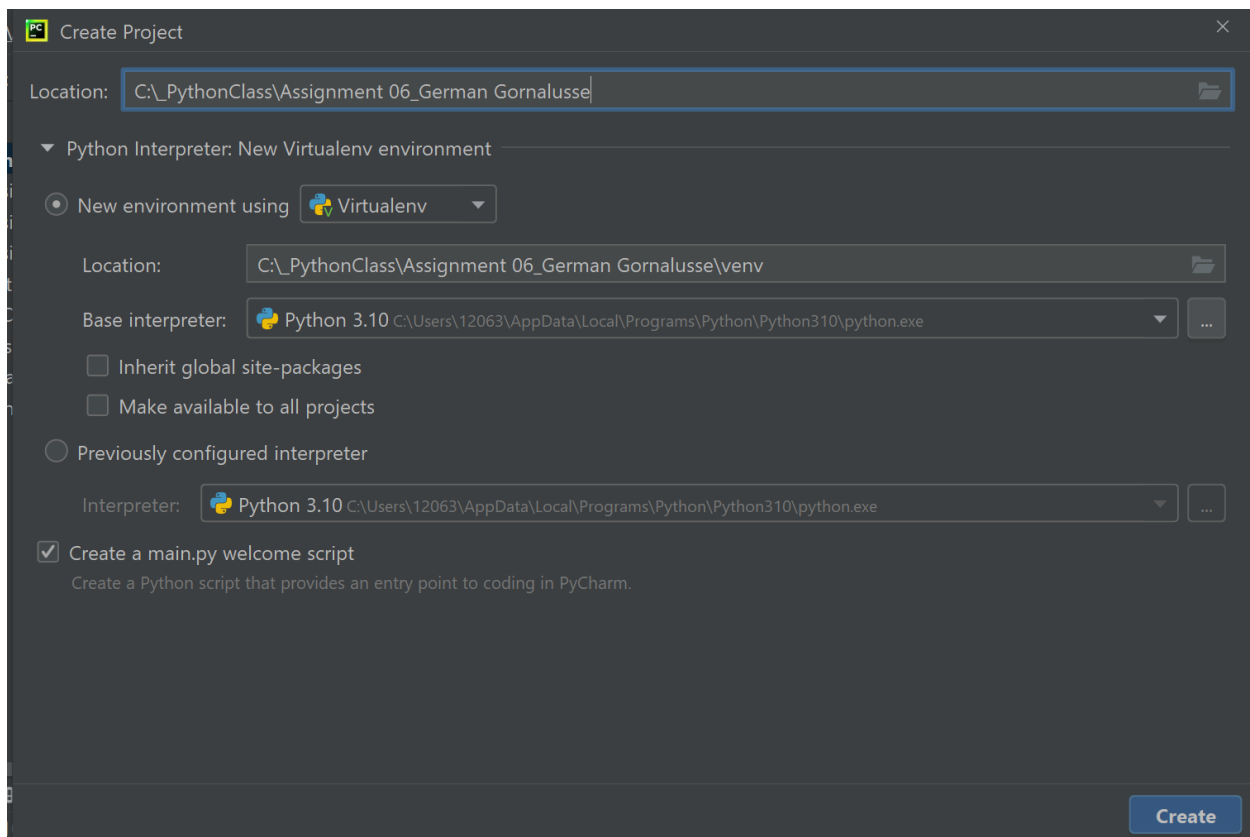 PC
Create Project
Location: C:\_PythonClass\Assignment 06_German Gornalusse
Python Interpreter: New Virtualenv environment
New environment using Virtualenv
Location: C:\_PythonClass\Assignment 06_German Gornalusse\venv
Base interpreter: Python 3.10 C:\Users\12063\AppData\Local\Programs\Python\Python310\python.exe ...
Inherit global site-packages
Make available to all projects
Previously configured interpreter
Interpreter: Python 3.10 C:\Users\12063\AppData\Local\Programs\Python\Python310\python.exe ...
Create a main.py welcome script
Create a Python script that provides an entry point to coding in PyCharm.
Create